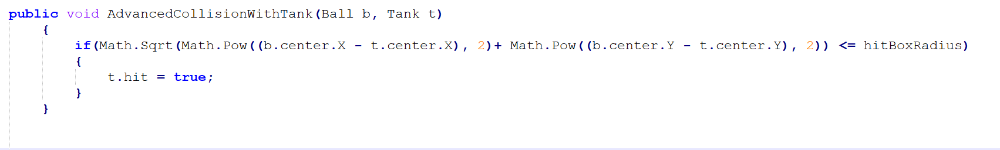 public void AdvancedCollisionWithTank(Ball b, Tank t)
{
if(Math.Sqrt(Math.Pow((b.center.X - t.center.X), 2)+ Math.Pow((b.center.Y - t.center.Y), 2)) <= hitBoxRadius)
{
t.hit = true;
}
}